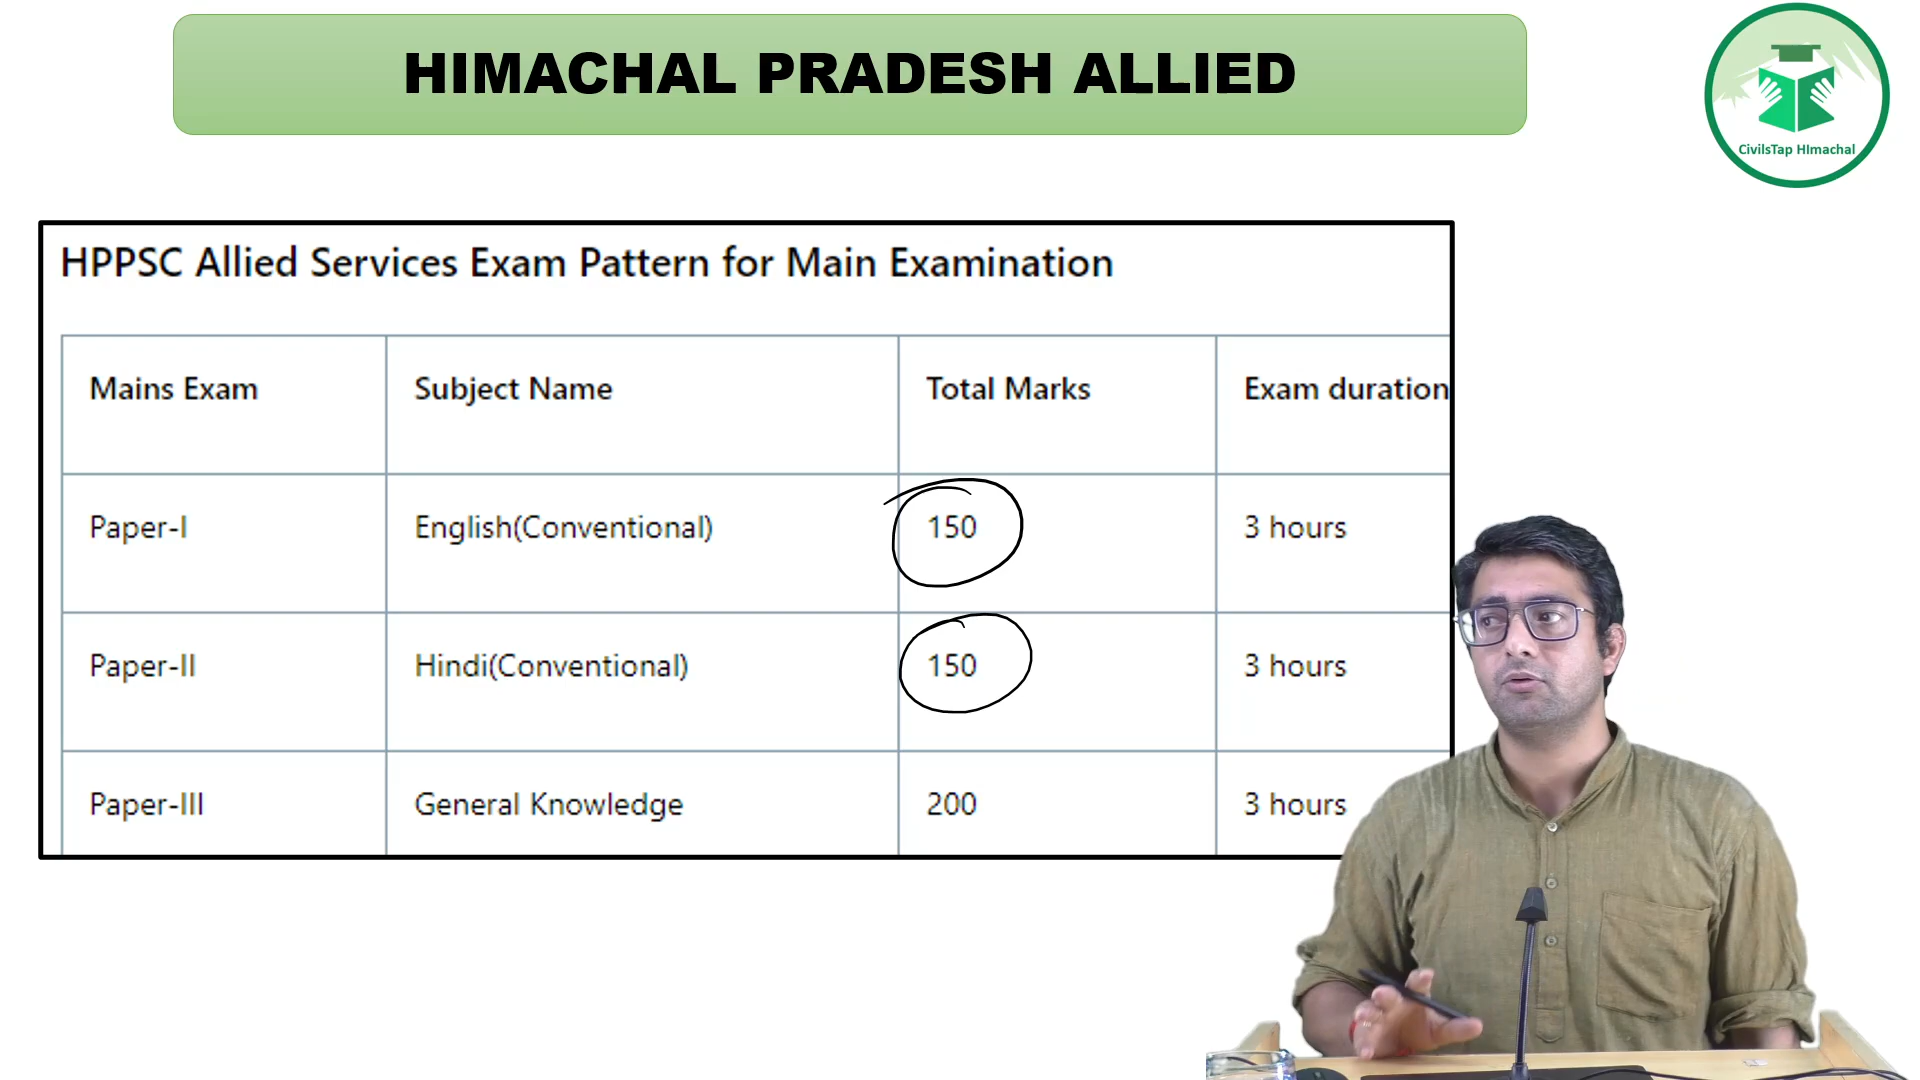 HIMACHAL PRADESH ALLIED
CivilsTap HImachal
HPPSC Allied Services Exam Pattern for Main Examination
Mains Exam Subject Name Total Marks Exam duration
Paper-I English(Conventional) 150 3 hours
Paper-II Hindi(Conventional) 150 3 hours
Paper-III General Knowledge 200 3 hours